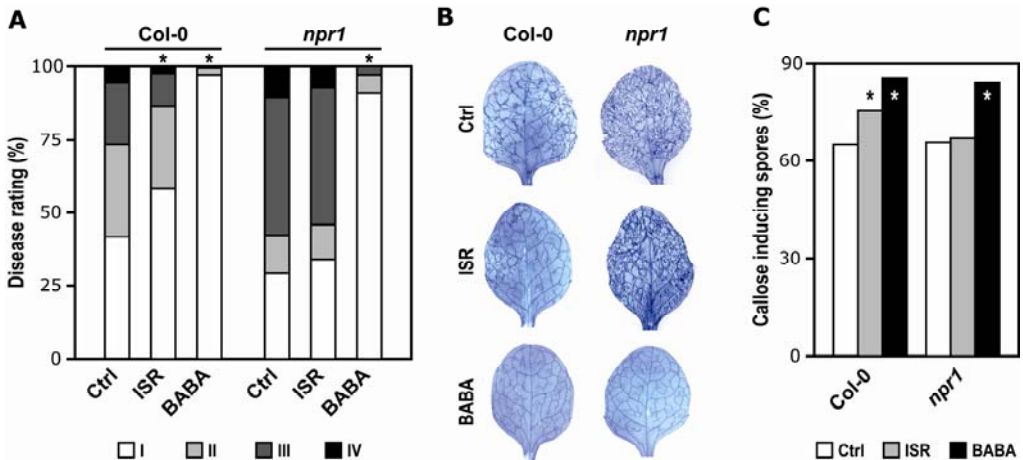 A
Col-0 npr1
* * *
Disease rating (%)
100
75
50
25
0
Ctrl ISR BABA Ctrl ISR BABA
I II III IV
B
Col-0 npr1
Ctrl
ISR
BABA
C
Callose inducing spores (%)
90
60
30
0
* * *
Col-0 npr1
Ctrl ISR BABA